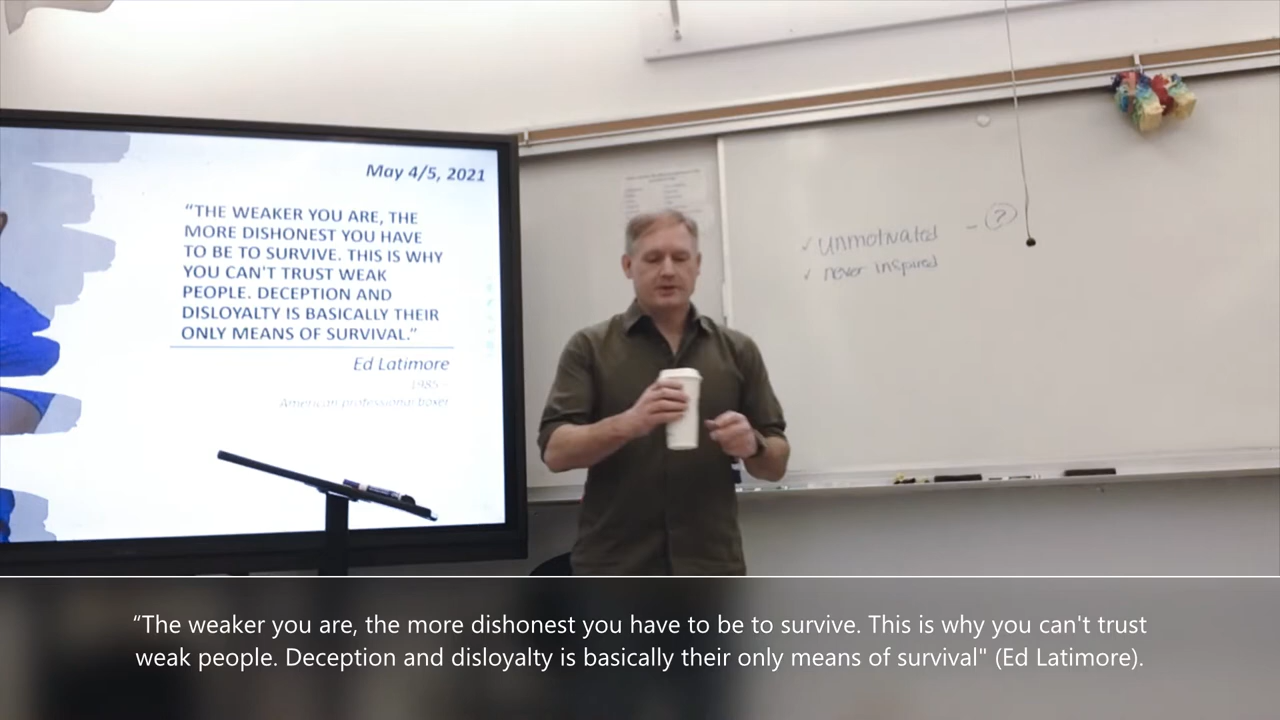 May 4/5, 2021
“THE WEAKER YOU ARE, THE
MORE DISHONEST YOU HAVE
TO BE TO SURVIVE. THIS IS WHY
YOU CAN'T TRUST WEAK
PEOPLE. DECEPTION AND
DISLOYALTY IS BASICALLY THEIR
ONLY MEANS OF SURVIVAL.”
Ed Latimore
1985 -
American professional boxer
✓ unmotivated - ?
✓ never inspired
“The weaker you are, the more dishonest you have to be to survive. This is why you can't trust
weak people. Deception and disloyalty is basically their only means of survival" (Ed Latimore).